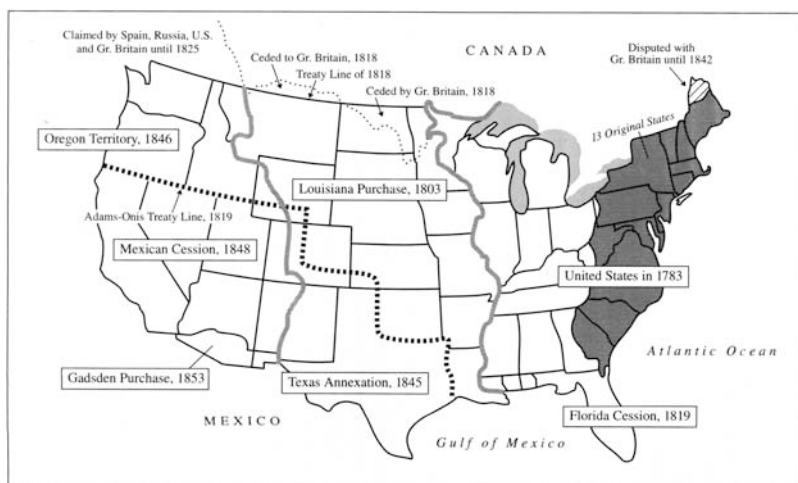 Claimed by Spain, Russia, U.S.
and Gr. Britain until 1825
Ceded to Gr. Britain, 1818
Treaty Line of 1818
Ceded by Gr. Britain, 1818
CANADA
Disputed with
Gr. Britain until 1842
13 Original States
Oregon Territory, 1846
Louisiana Purchase, 1803
Adams-Onis Treaty Line, 1819
Mexican Cession, 1848
United States in 1783
Atlantic Ocean
Gadsden Purchase, 1853
Texas Annexation, 1845
MEXICO
Florida Cession, 1819
Gulf of Mexico